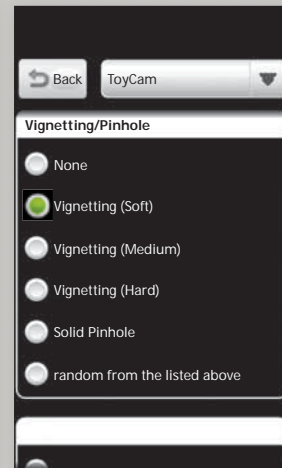 Back
ToyCam
Vignetting/Pinhole
None
Vignetting (Soft)
Vignetting (Medium)
Vignetting (Hard)
Solid Pinhole
random from the listed above